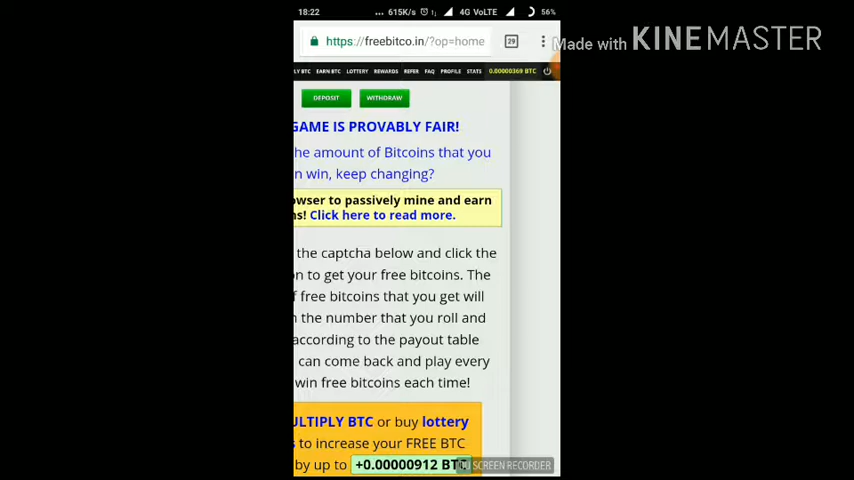 18:22 ... 615K/s 4G VoLTE 56%
https://freebitco.in/?op=home 29
Made with KINEMASTER
LY BTC EARN BTC LOTTERY REWARDS REFER FAQ PROFILE STATS 0.00000369 BTC
DEPOSIT WITHDRAW
GAME IS PROVABLY FAIR!
he amount of Bitcoins that you
n win, keep changing?
owser to passively mine and earn
ns! Click here to read more.
the captcha below and click the
on to get your free bitcoins. The
f free bitcoins that you get will
n the number that you roll and
according to the payout table
can come back and play every
win free bitcoins each time!
ULTIPLY BTC or buy lottery
s to increase your FREE BTC
by up to +0.00000912 BTC
SCREEN RECORDER